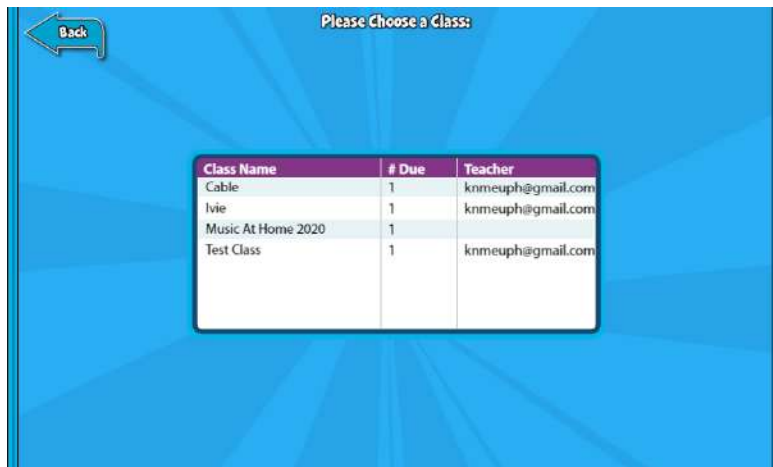 Back
Please Choose a Class:
Class Name # Due Teacher
Cable 1 knmeuph@gmail.com
Ivie 1 knmeuph@gmail.com
Music At Home 2020 1
Test Class 1 knmeuph@gmail.com